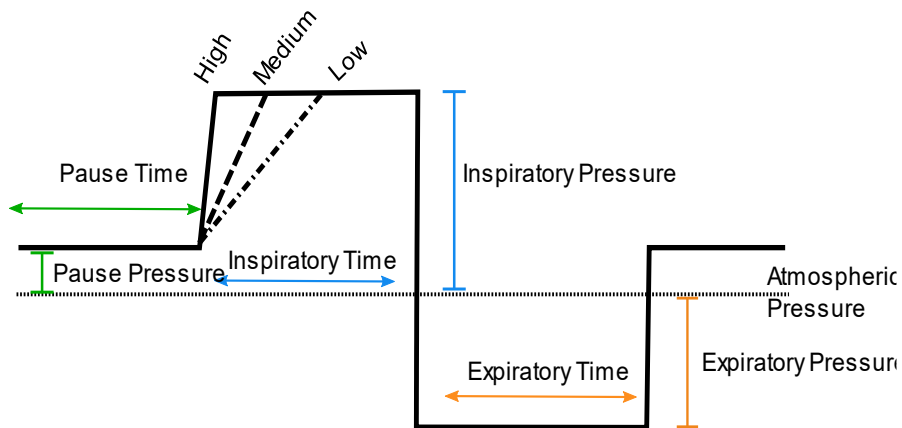 High
Medium
Low
Pause Time
Inspiratory Pressure
Pause Pressure
Inspiratory Time
Atmospheric
Pressure
Expiratory Time
Expiratory Pressure